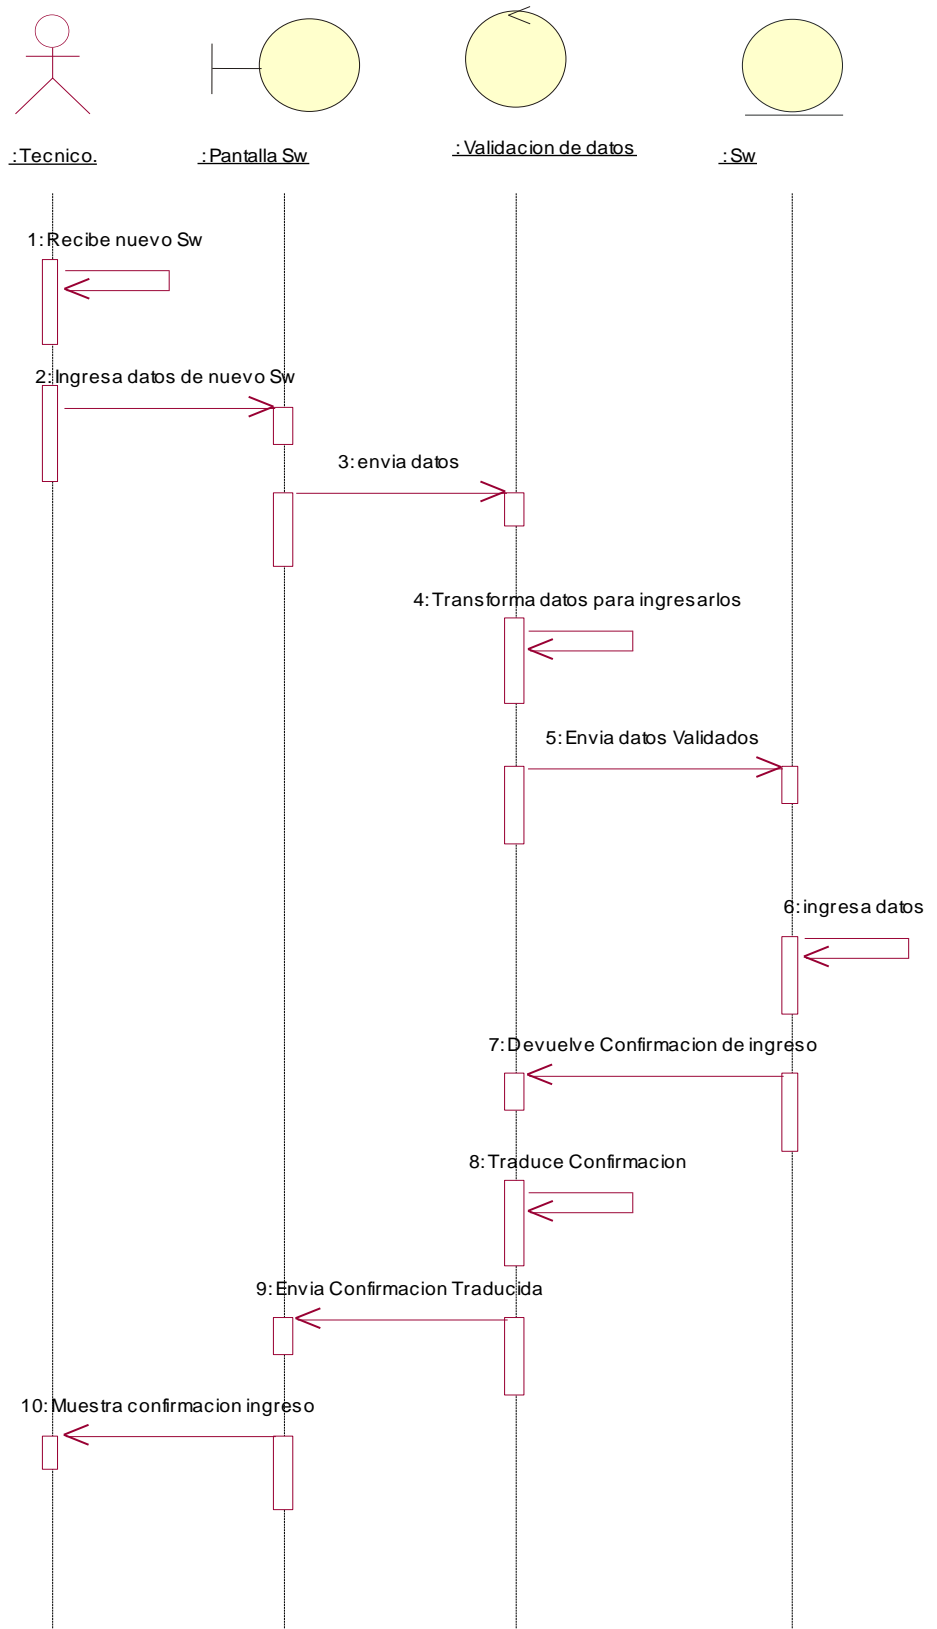 : Tecnico.
: Pantalla Sw
: Validacion de datos
: Sw
1: Recibe nuevo Sw
2: Ingresa datos de nuevo Sw
3: envia datos
4: Transforma datos para ingresarlos
5: Envia datos Validados
6: ingresa datos
7: Devuelve Confirmacion de ingreso
8: Traduce Confirmacion
9: Envia Confirmacion Traducida
10: Muestra confirmacion ingreso